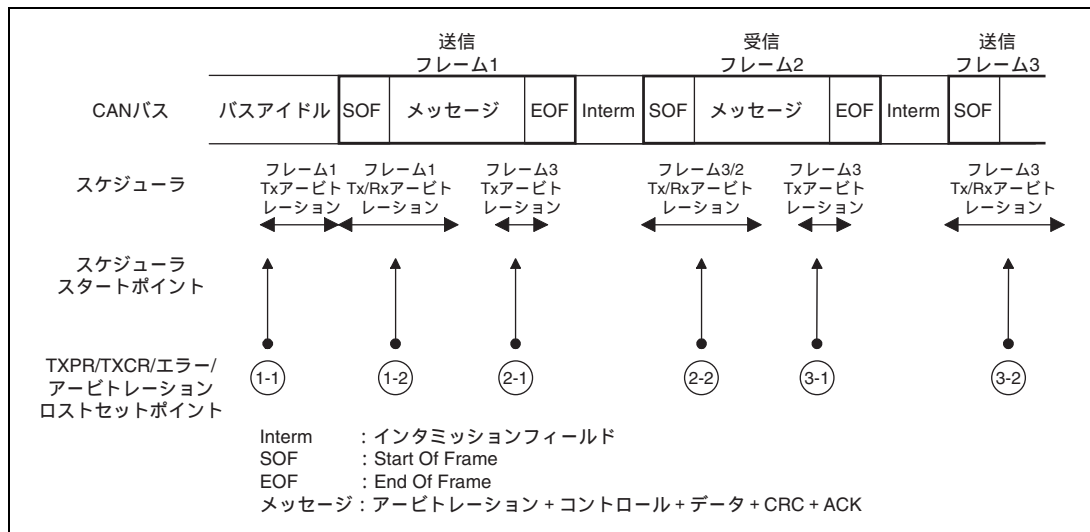 送信
フレーム1
受信
フレーム2
送信
フレーム3
CANバス
バスアイドル
SOF
メッセージ
EOF
Interm
SOF
メッセージ
EOF
Interm
SOF
スケジューラ
フレーム1
Txアービト
レーション
フレーム1
Tx/Rxアービト
レーション
フレーム3
Txアービト
レーション
フレーム3/2
Tx/Rxアービト
レーション
フレーム3
Txアービト
レーション
フレーム3
Tx/Rxアービト
レーション
スケジューラ
スタートポイント
TXPR/TXCR/エラー/
アービトレーション
ロストセットポイント
1-1
1-2
2-1
2-2
3-1
3-2
Interm ：インタミッションフィールド
SOF ：Start Of Frame
EOF ：End Of Frame
メッセージ：アービトレーション + コントロール + データ + CRC + ACK